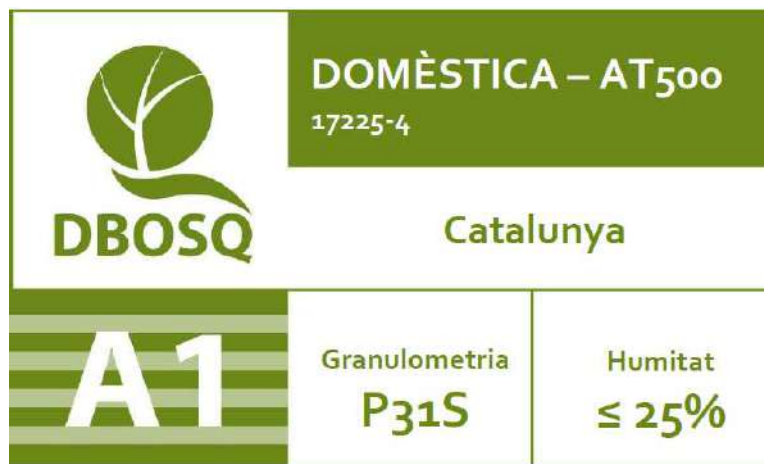 DOMÈSTICA – AT500
17225-4
DBOSQ
Catalunya
A1
Granulometria
P31S
Humitat
≤ 25%